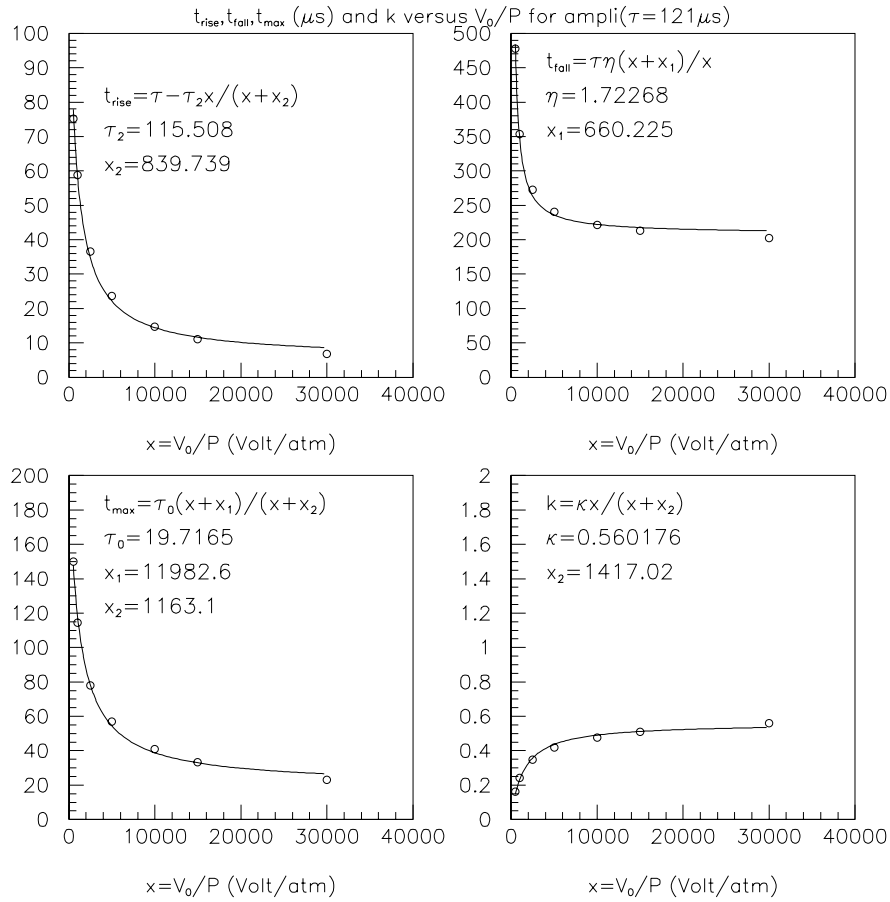 t_rise,t_fall,t_max (μs) and k versus V_0/P for ampli(τ=121μs)
100
90
80
70
60
50
40
30
20
10
0
t_rise=τ−τ_2x/(x+x_2)
τ_2=115.508
x_2=839.739
0 10000 20000 30000 40000
x=V_0/P (Volt/atm)
500
450
400
350
300
250
200
150
100
50
0
t_fall=τη(x+x_1)/x
η=1.72268
x_1=660.225
0 10000 20000 30000 40000
x=V_0/P (Volt/atm)
200
180
160
140
120
100
80
60
40
20
0
t_max=τ_0(x+x_1)/(x+x_2)
τ_0=19.7165
x_1=11982.6
x_2=1163.1
0 10000 20000 30000 40000
x=V_0/P (Volt/atm)
2
1.8
1.6
1.4
1.2
1
0.8
0.6
0.4
0.2
0
k=κx/(x+x_2)
κ=0.560176
x_2=1417.02
0 10000 20000 30000 40000
x=V_0/P (Volt/atm)